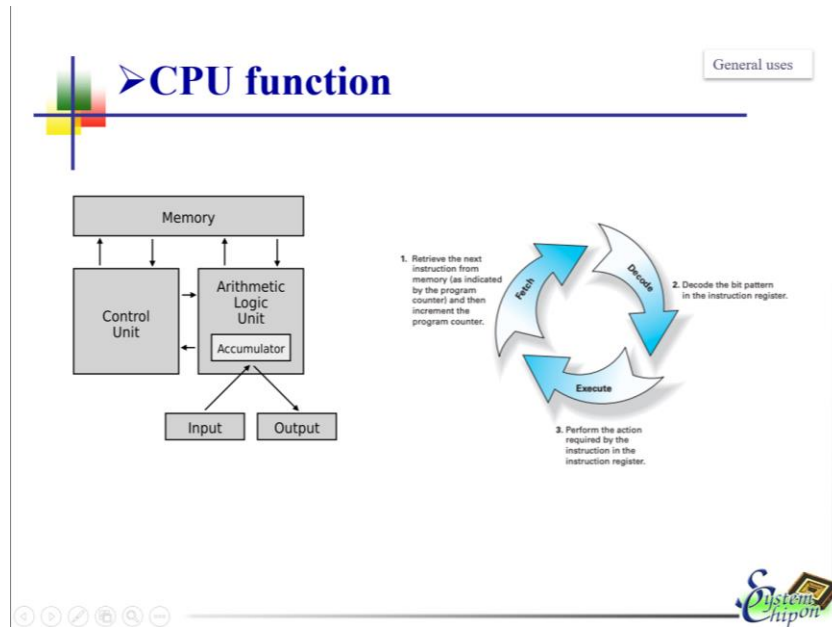 ➢CPU function
General uses
Memory
Control
Unit
Arithmetic
Logic
Unit
Accumulator
Input
Output
1. Retrieve the next
instruction from
memory (as indicated
by the program
counter) and then
increment the
program counter.
Fetch
Decode
2. Decode the bit pattern
in the instruction register.
Execute
3. Perform the action
required by the
instruction in the
instruction register.
System
Chip on